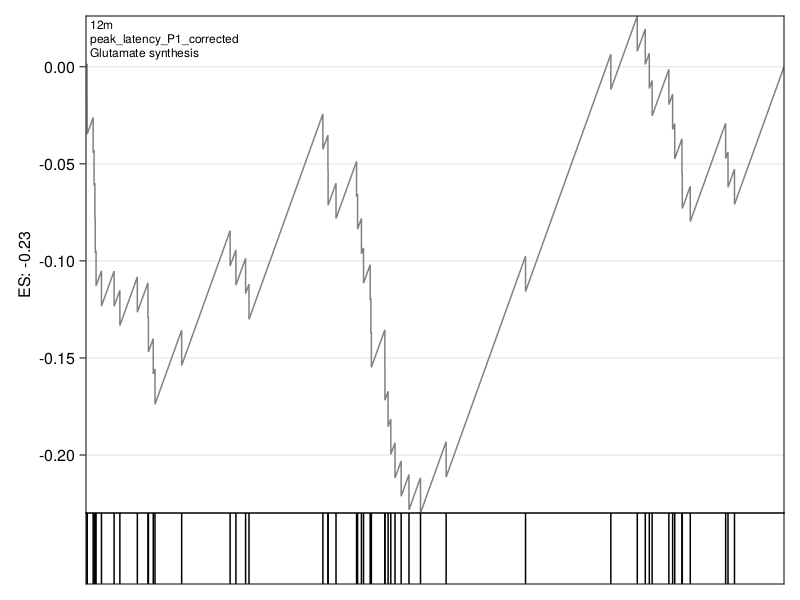 12m
peak_latency_P1_corrected
Glutamate synthesis
0.00
-0.05
-0.10
-0.15
-0.20
ES: -0.23